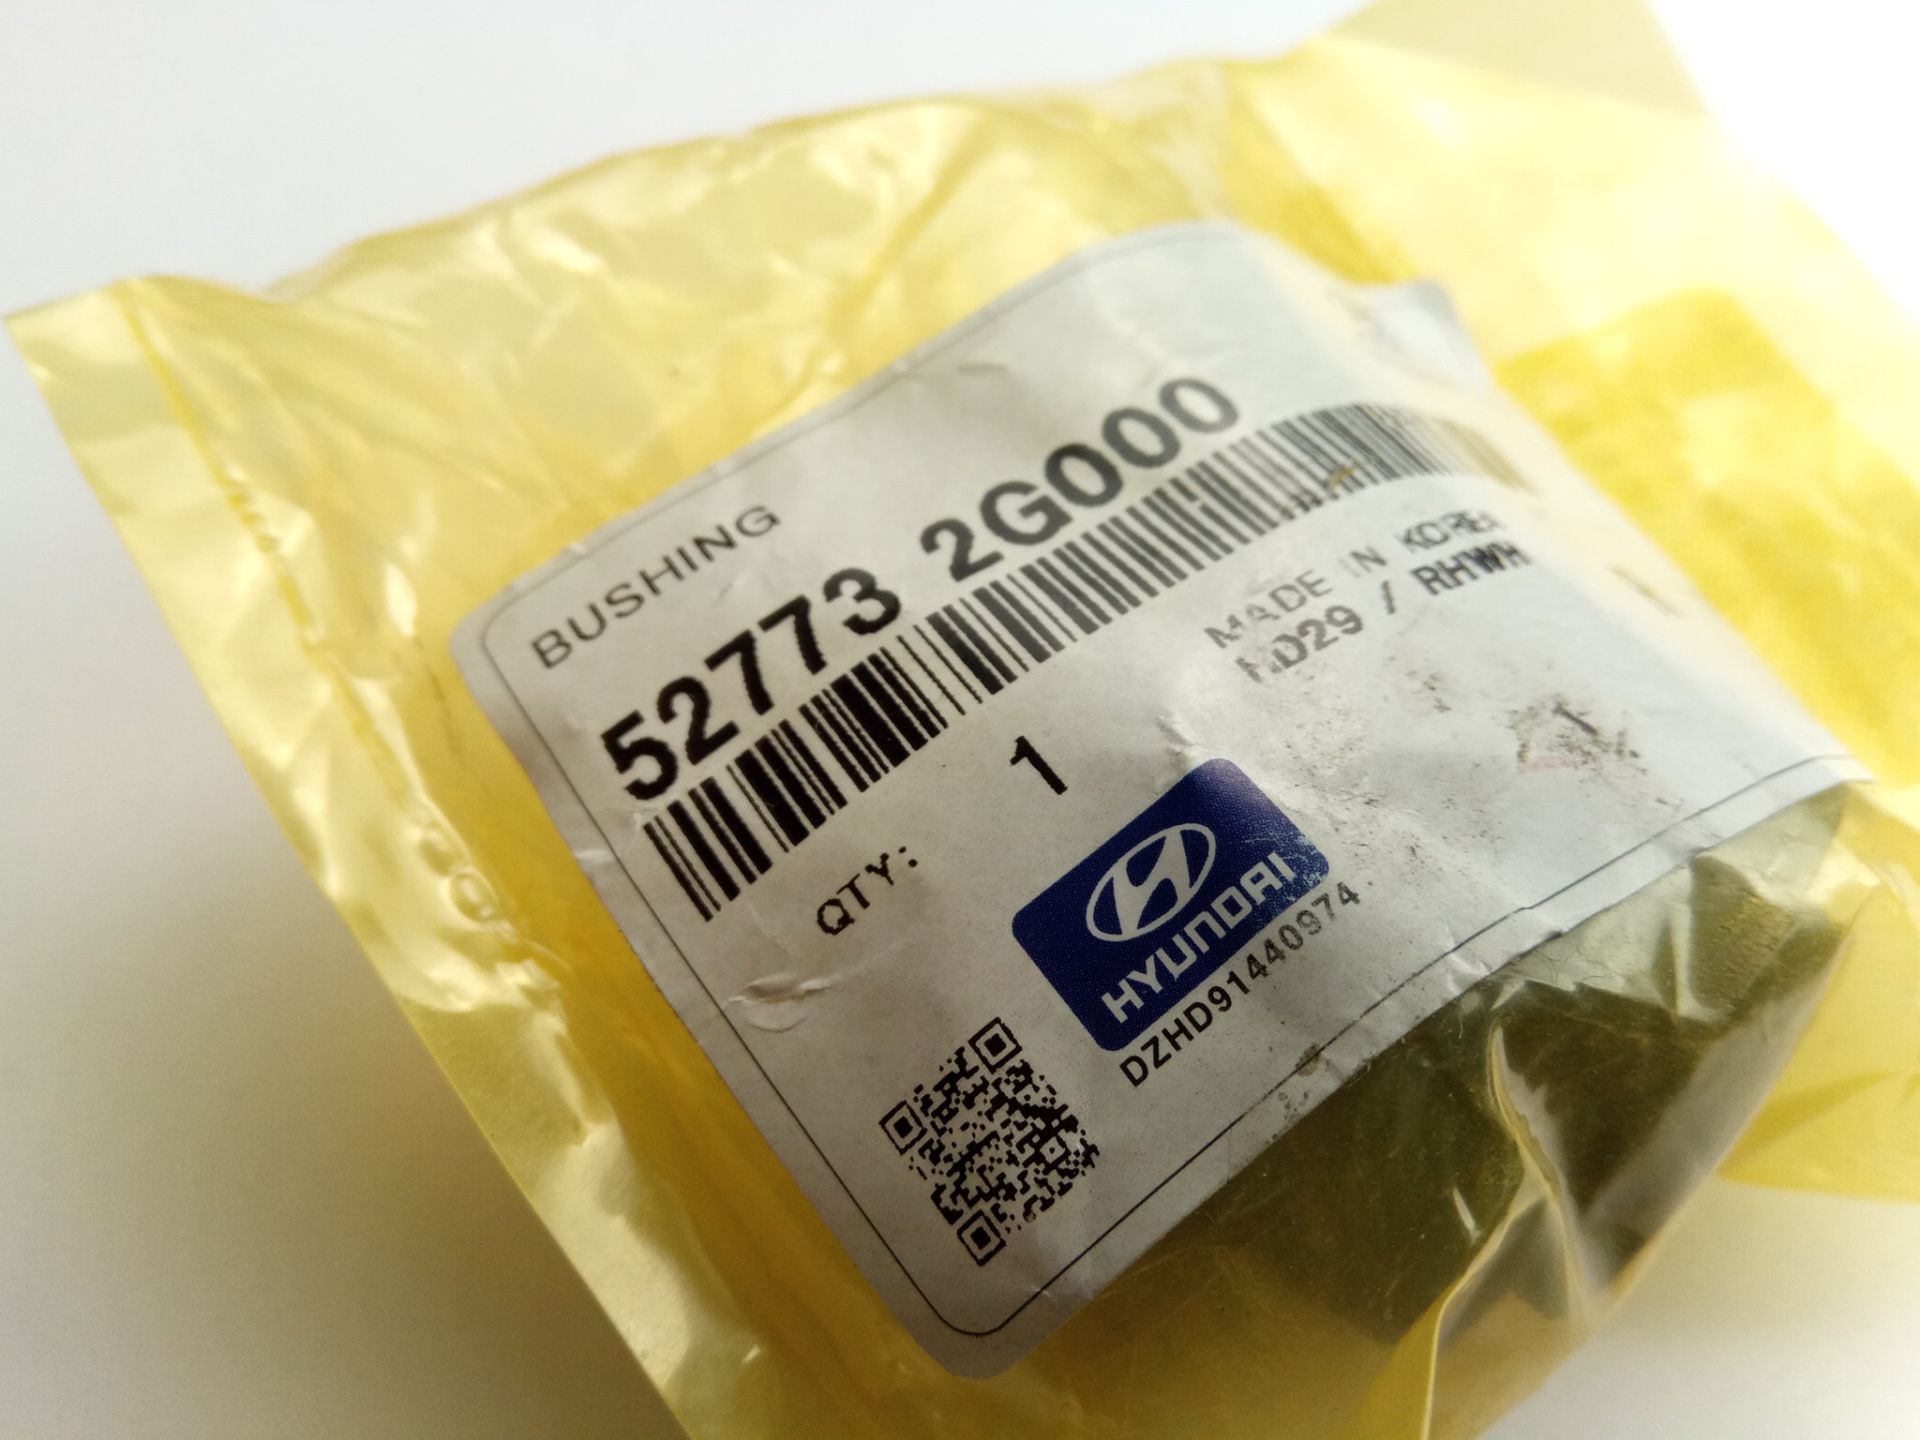 BUSHING
52773 2G000
MADE IN KOREA
HD29 / RHWH
QTY: 1
HYUNDAI
DZHD91440974